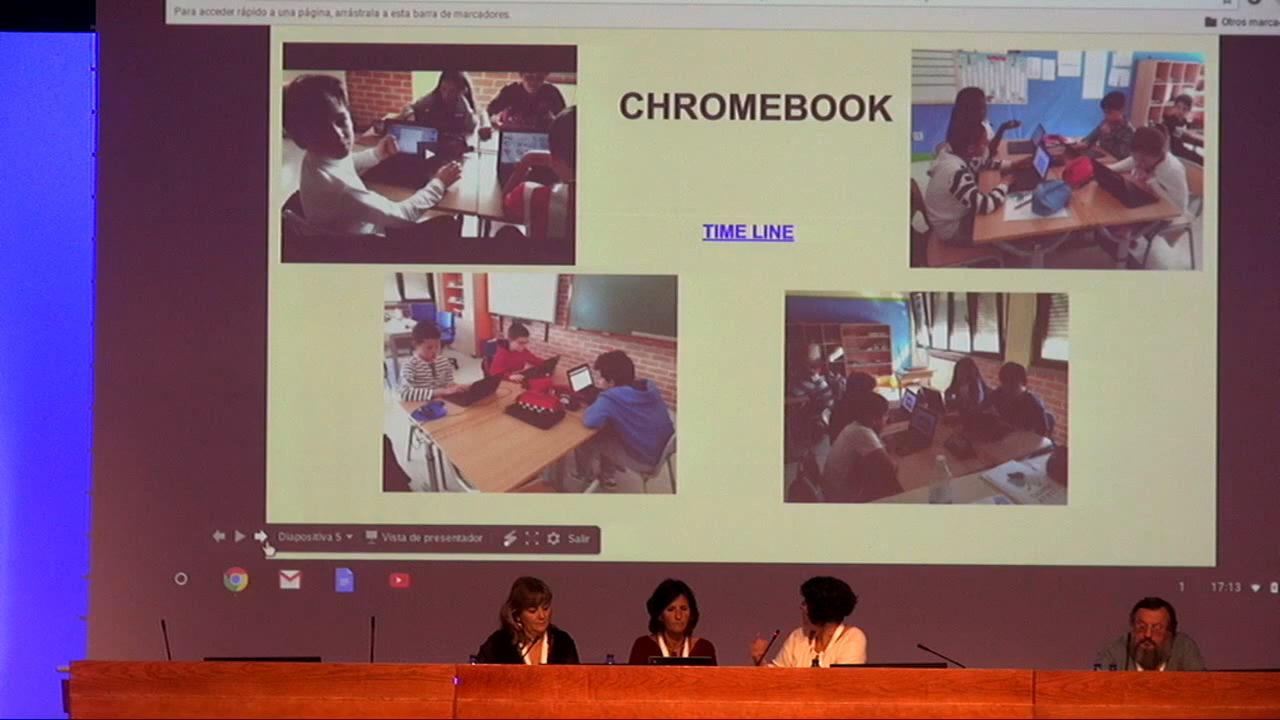 Para acceder rápido a una página, arrástrala a esta barra de marcadores.
Otros marca
CHROMEBOOK
TIME LINE
Diapositiva 5
Vista de presentador
Salir
1
17:13